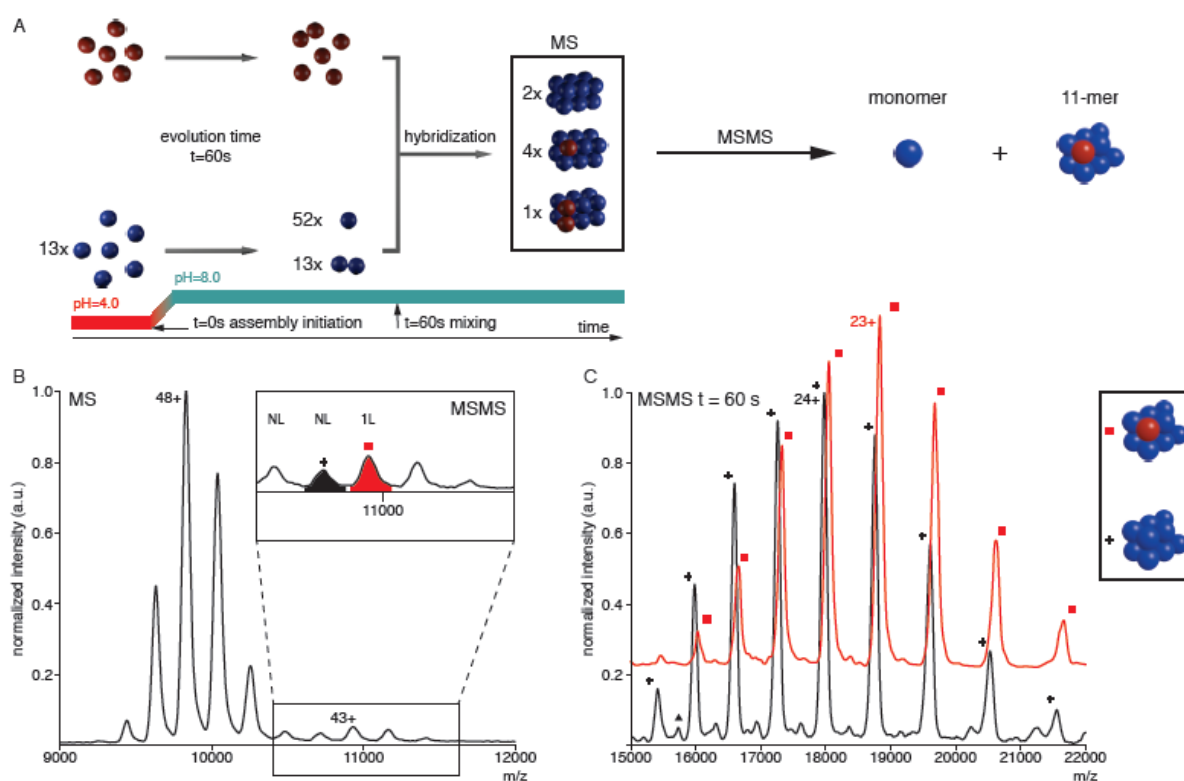 A
MS
2x
monomer
11-mer
evolution time
t=60s
hybridization
4x
MSMS
+
52x
1x
13x
13x
pH=8.0
pH=4.0
t=0s assembly initiation
t=60s mixing
time
B
MS
1.0
0.8
0.6
0.4
0.2
normalized intensity (a.u.)
48+
MSMS
NL
NL
1L
11000
43+
9000
10000
11000
12000
m/z
C
MSMS t = 60 s
1.0
0.8
0.6
0.4
0.2
normalized intensity (a.u.)
23+
24+
15000
16000
17000
18000
19000
20000
21000
22000
m/z